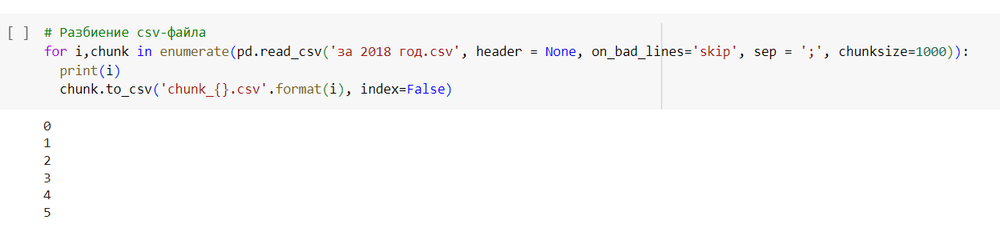 [ ] # Разбиение csv-файла
for i,chunk in enumerate(pd.read_csv('за 2018 год.csv', header = None, on_bad_lines='skip', sep = ';', chunksize=1000)):
  print(i)
  chunk.to_csv('chunk_{}.csv'.format(i), index=False)
0
1
2
3
4
5